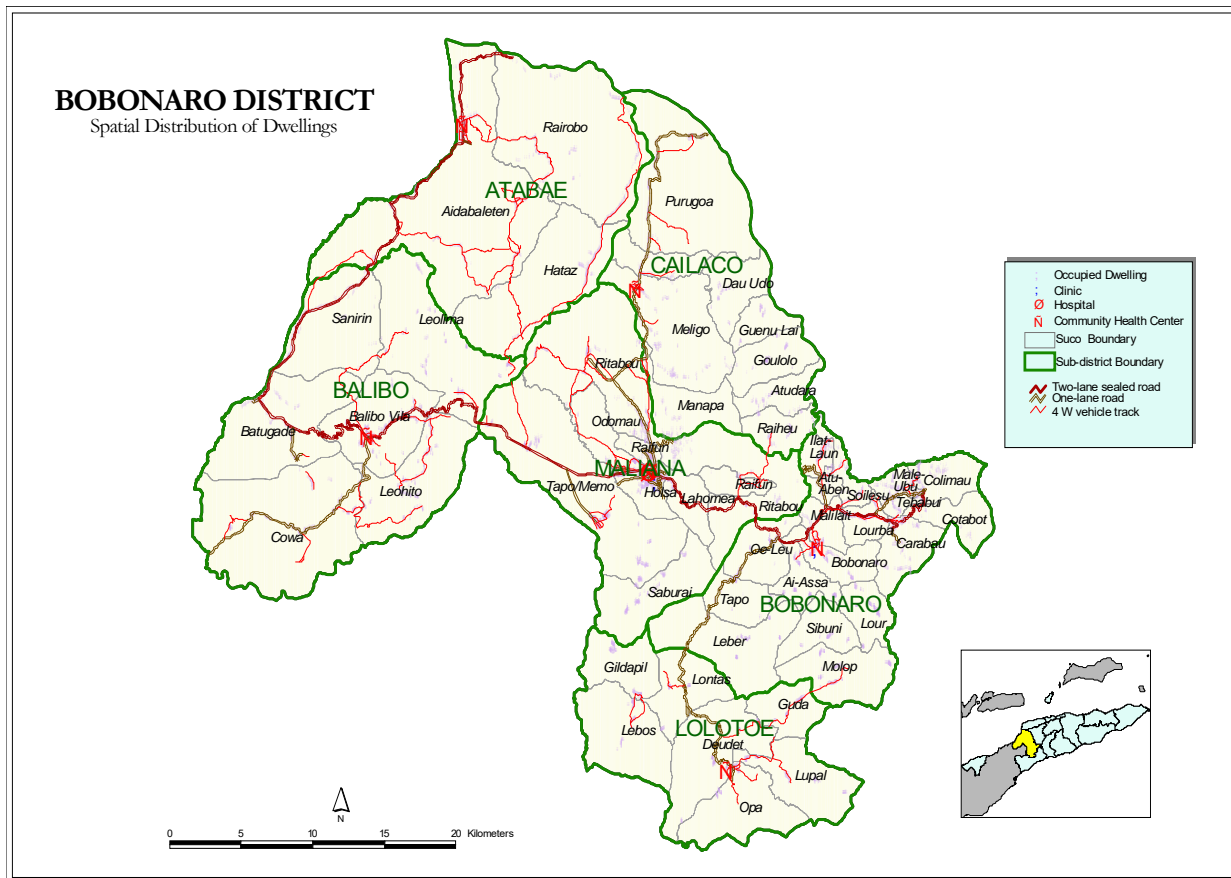 BOBONARO DISTRICT
Spatial Distribution of Dwellings
Rairobo
ATABAE
Aidabaleten
Hataz
Purugoa
CAILACO
Dau Udo
Meligo
Guenu Lai
Goulolo
Atudara
Manapa
Raiheu
Sanirin
Leolima
BALIBO
Balibo Vila
Batugade
Leohito
Cowa
Ritabou
Odomau
Raifun
MALIANA
Tapo/Memo
Holsa
Lahomea
Raifun
Ritabou
Saburai
Ilat-
Laun
Atu-
Aben
Male-
Ubu
Colimau
Soilesu
Tebabui
Malilait
Lourba
Cotabot
Carabau
Oe-Leu
Bobonaro
Ai-Assa
Tapo
BOBONARO
Sibuni
Lour
Leber
Molop
Gildapil
Lontas
Guda
Lebos
LOLOTOE
Deudet
Lupal
Opa
Occupied Dwelling
Clinic
Ø Hospital
Ñ Community Health Center
Suco Boundary
Sub-district Boundary
Two-lane sealed road
One-lane road
4 W vehicle track
N
0 5 10 15 20 Kilometers
Ñ
Ñ
Ñ
Ñ
Ñ